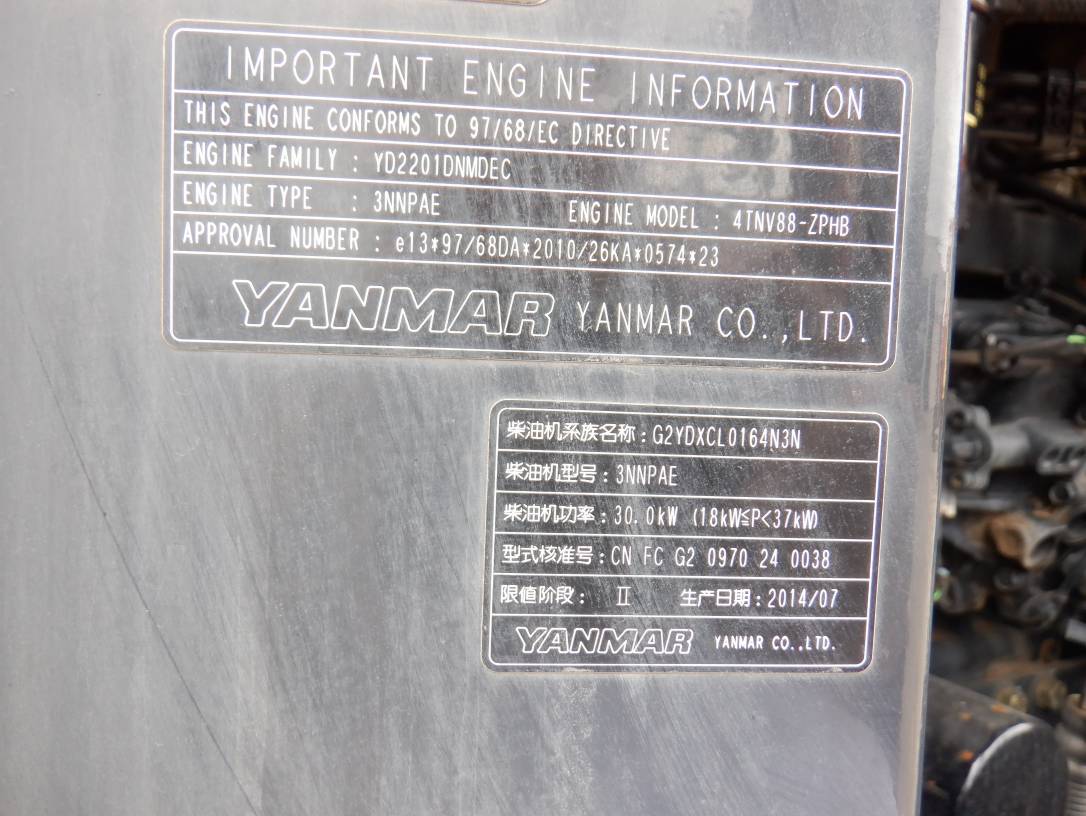 IMPORTANT ENGINE INFORMATION
THIS ENGINE CONFORMS TO 97/68/EC DIRECTIVE
ENGINE FAMILY : YD2201DNMDEC
ENGINE TYPE : 3NNPAE ENGINE MODEL : 4TNV88-ZPHB
APPROVAL NUMBER : e13*97/68DA*2010/26KA*0574*23
YANMAR YANMAR CO.,LTD.
柴油机系族名称：G2YDXCL0164N3N
柴油机型号：3NNPAE
柴油机功率：30.0kW (18kW≦P<37kW)
型式核准号：CN FC G2 0970 24 0038
限值阶段： Ⅱ 生产日期：2014/07
YANMAR YANMAR CO.,LTD.